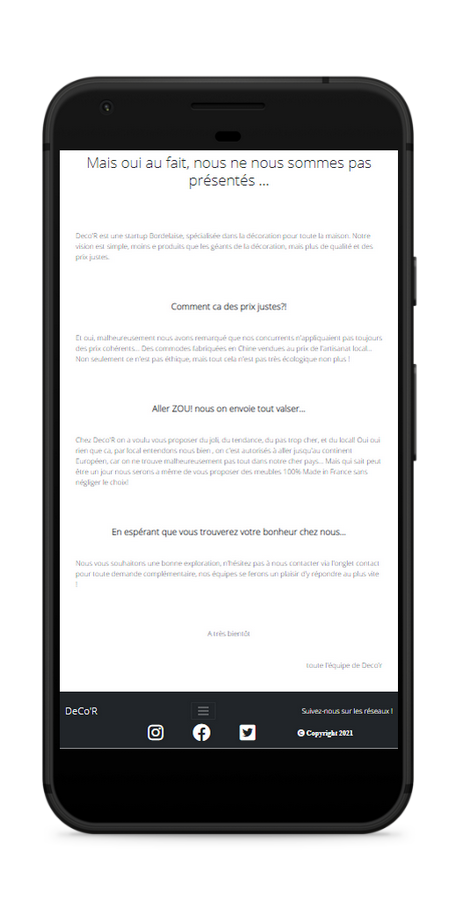 Mais oui au fait, nous ne nous sommes pas
présentés ...
Deco'R est une startup Bordelaise, spécialisée dans la décoration pour toute la maison. Notre
vision est simple, moins e produits que les géants de la décoration, mais plus de qualité et des
prix justes.
Comment ca des prix justes?!
Et oui, malheureusement nous avons remarqué que nos concurrents n'appliquaient pas toujours
des prix cohérents... Des commodes fabriquées en Chine vendues au prix de l'artisanat local...
Non seulement ce n'est pas éthique, mais tout cela n'est pas très écologique non plus !
Aller ZOU! nous on envoie tout valser...
Chez Deco'R on a voulu vous proposer du joli, du tendance, du pas trop cher, et du local! Oui oui
rien que ca, par local entendons nous bien , on c'est autorisés à aller jusqu'au continent
Européen, car on ne trouve malheureusement pas tout dans notre cher pays... Mais qui sait peut
être un jour nous serons a même de vous proposer des meubles 100% Made in France sans
négliger le choix!
En espérant que vous trouverez votre bonheur chez nous...
Nous vous souhaitons une bonne exploration, n'hésitez pas à nous contacter via l'onglet contact
pour toute demande complémentaire, nos équipes se ferons un plaisir d'y répondre au plus vite
!
A très bientôt
toute l'équipe de Deco'r
DeCo'R
Suivez-nous sur les réseaux !
© Copyright 2021